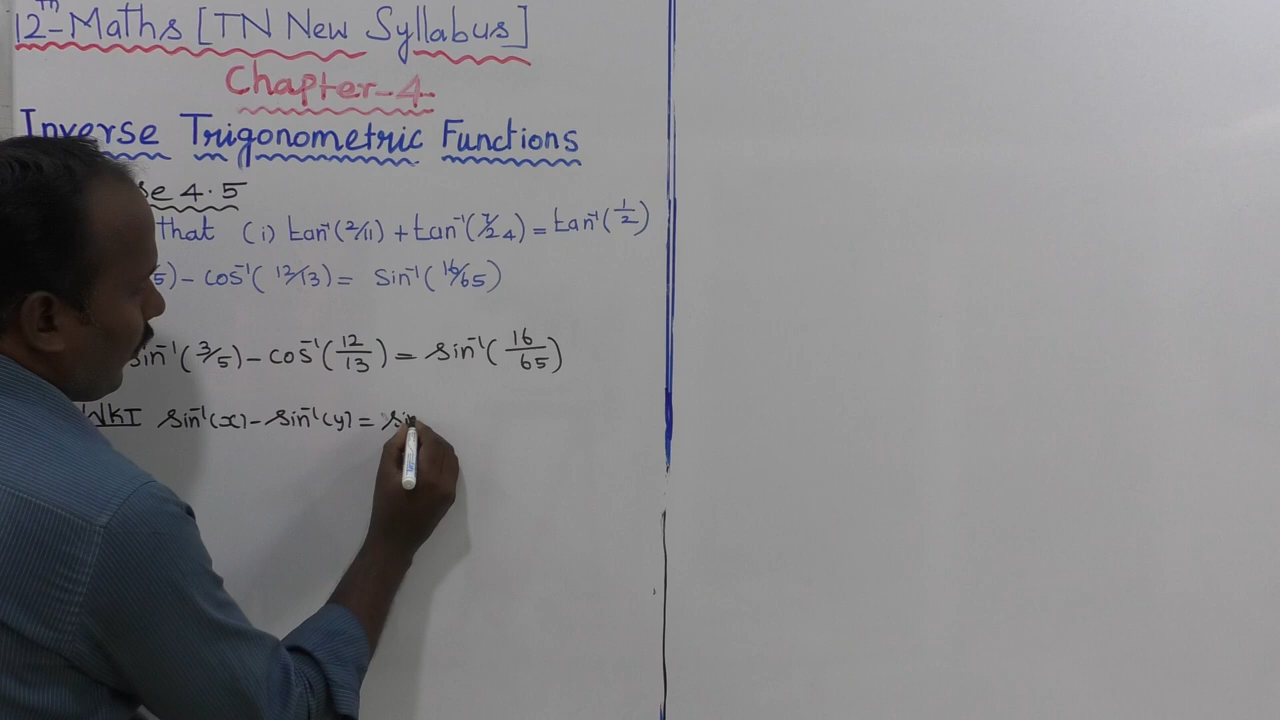 12th Maths [TN New Syllabus]
Chapter-4
Inverse Trigonometric Functions
se 4.5
that (i) tan⁻¹(2/11) + tan⁻¹(7/24) = tan⁻¹(1/2)
5) - cos⁻¹(12/13) = sin⁻¹(16/65)
sin⁻¹(3/5) - cos⁻¹(12/13) = sin⁻¹(16/65)
WKT sin⁻¹(x) - sin⁻¹(y) = sin